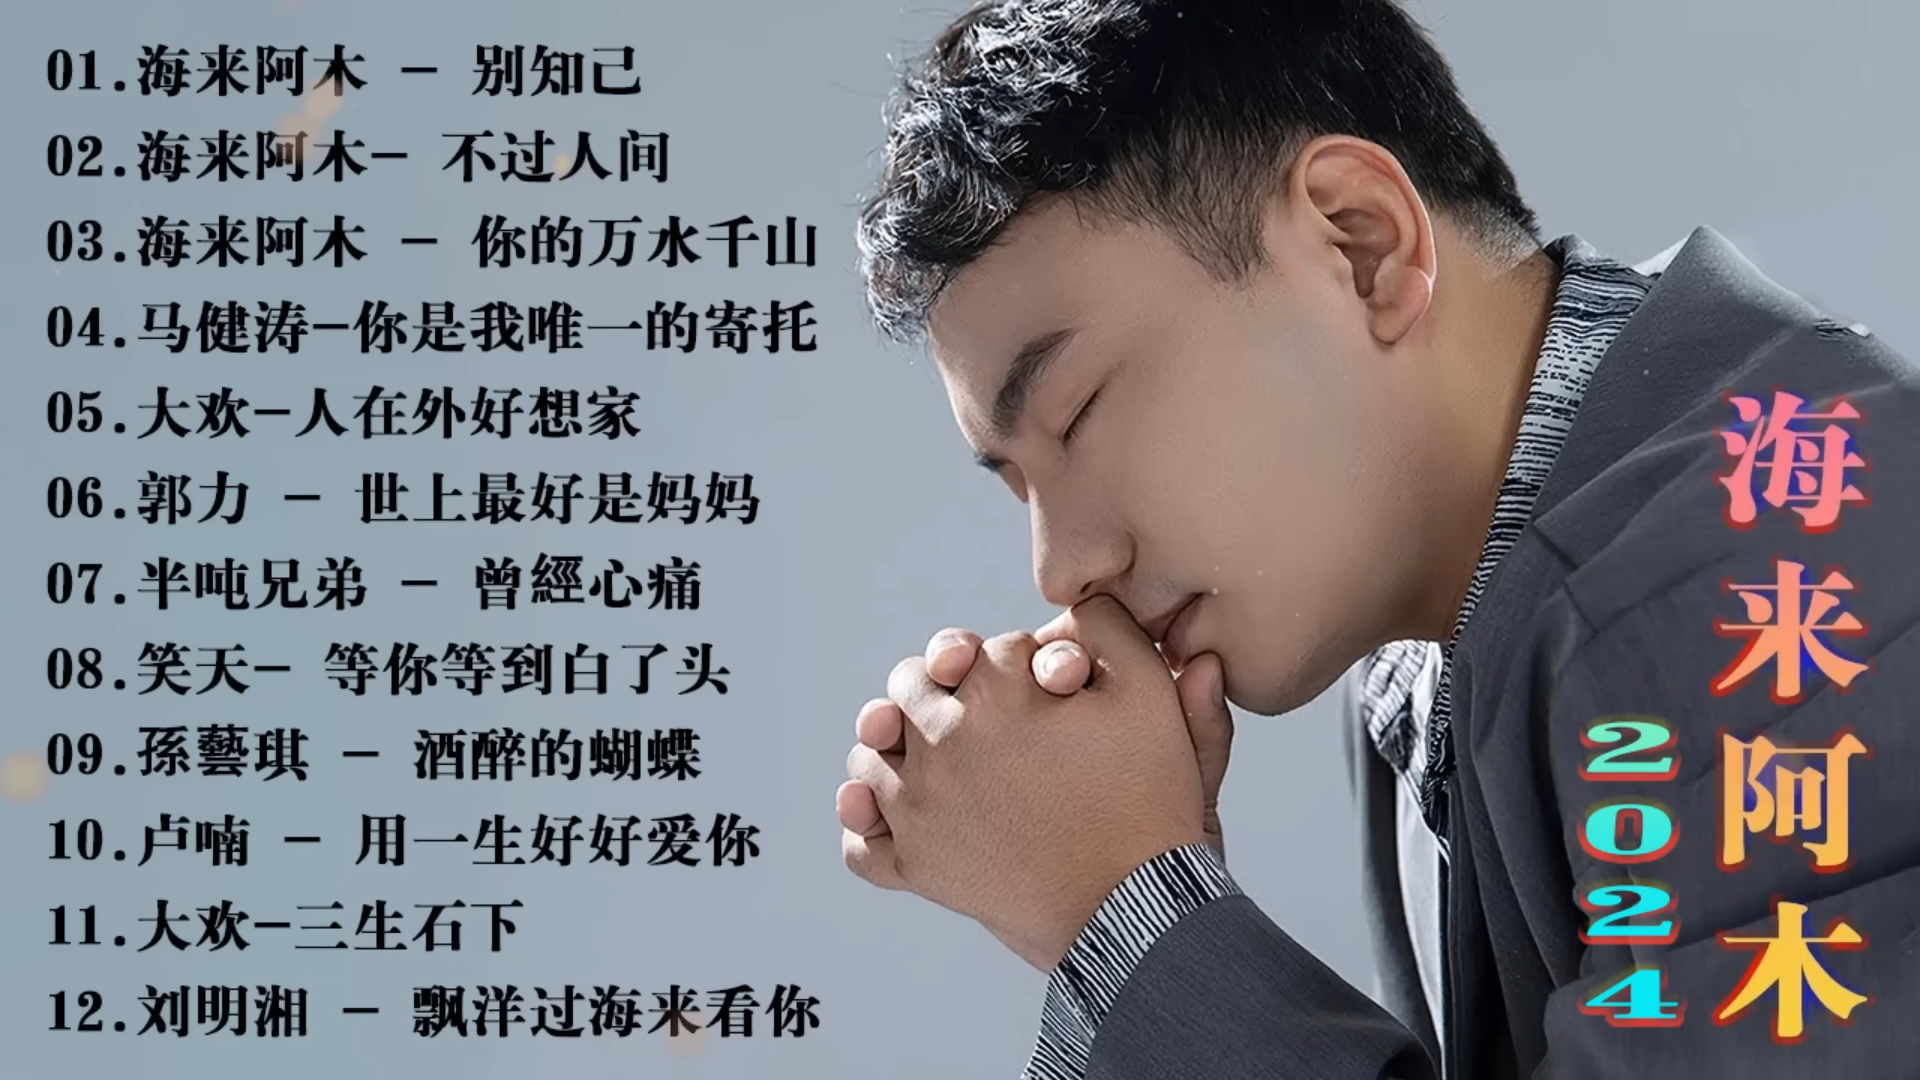 01.海来阿木 － 别知己
02.海来阿木－ 不过人间
03.海来阿木 － 你的万水千山
04.马健涛－你是我唯一的寄托
05.大欢－人在外好想家
06.郭力 － 世上最好是妈妈
07.半吨兄弟 － 曾經心痛
08.笑天－ 等你等到白了头
09.孫藝琪 － 酒醉的蝴蝶
10.卢喃 － 用一生好好爱你
11.大欢－三生石下
12.刘明湘 － 飘洋过海来看你
海来阿木
2024